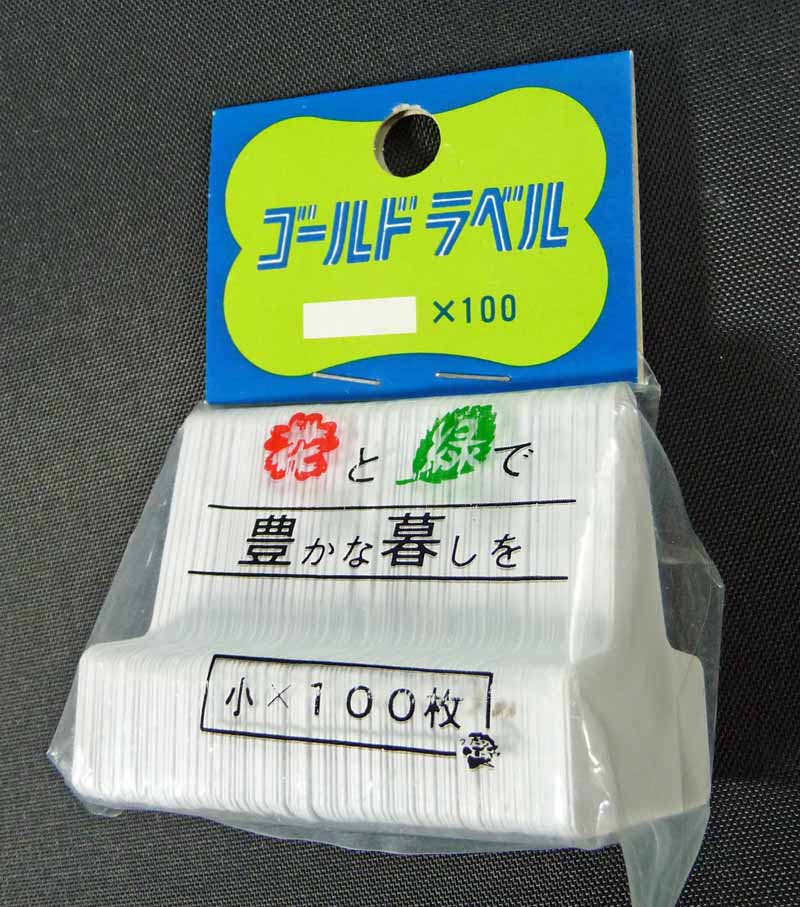 ゴールド ラベル
×100
花と緑で
豊かな暮しを
小×100枚